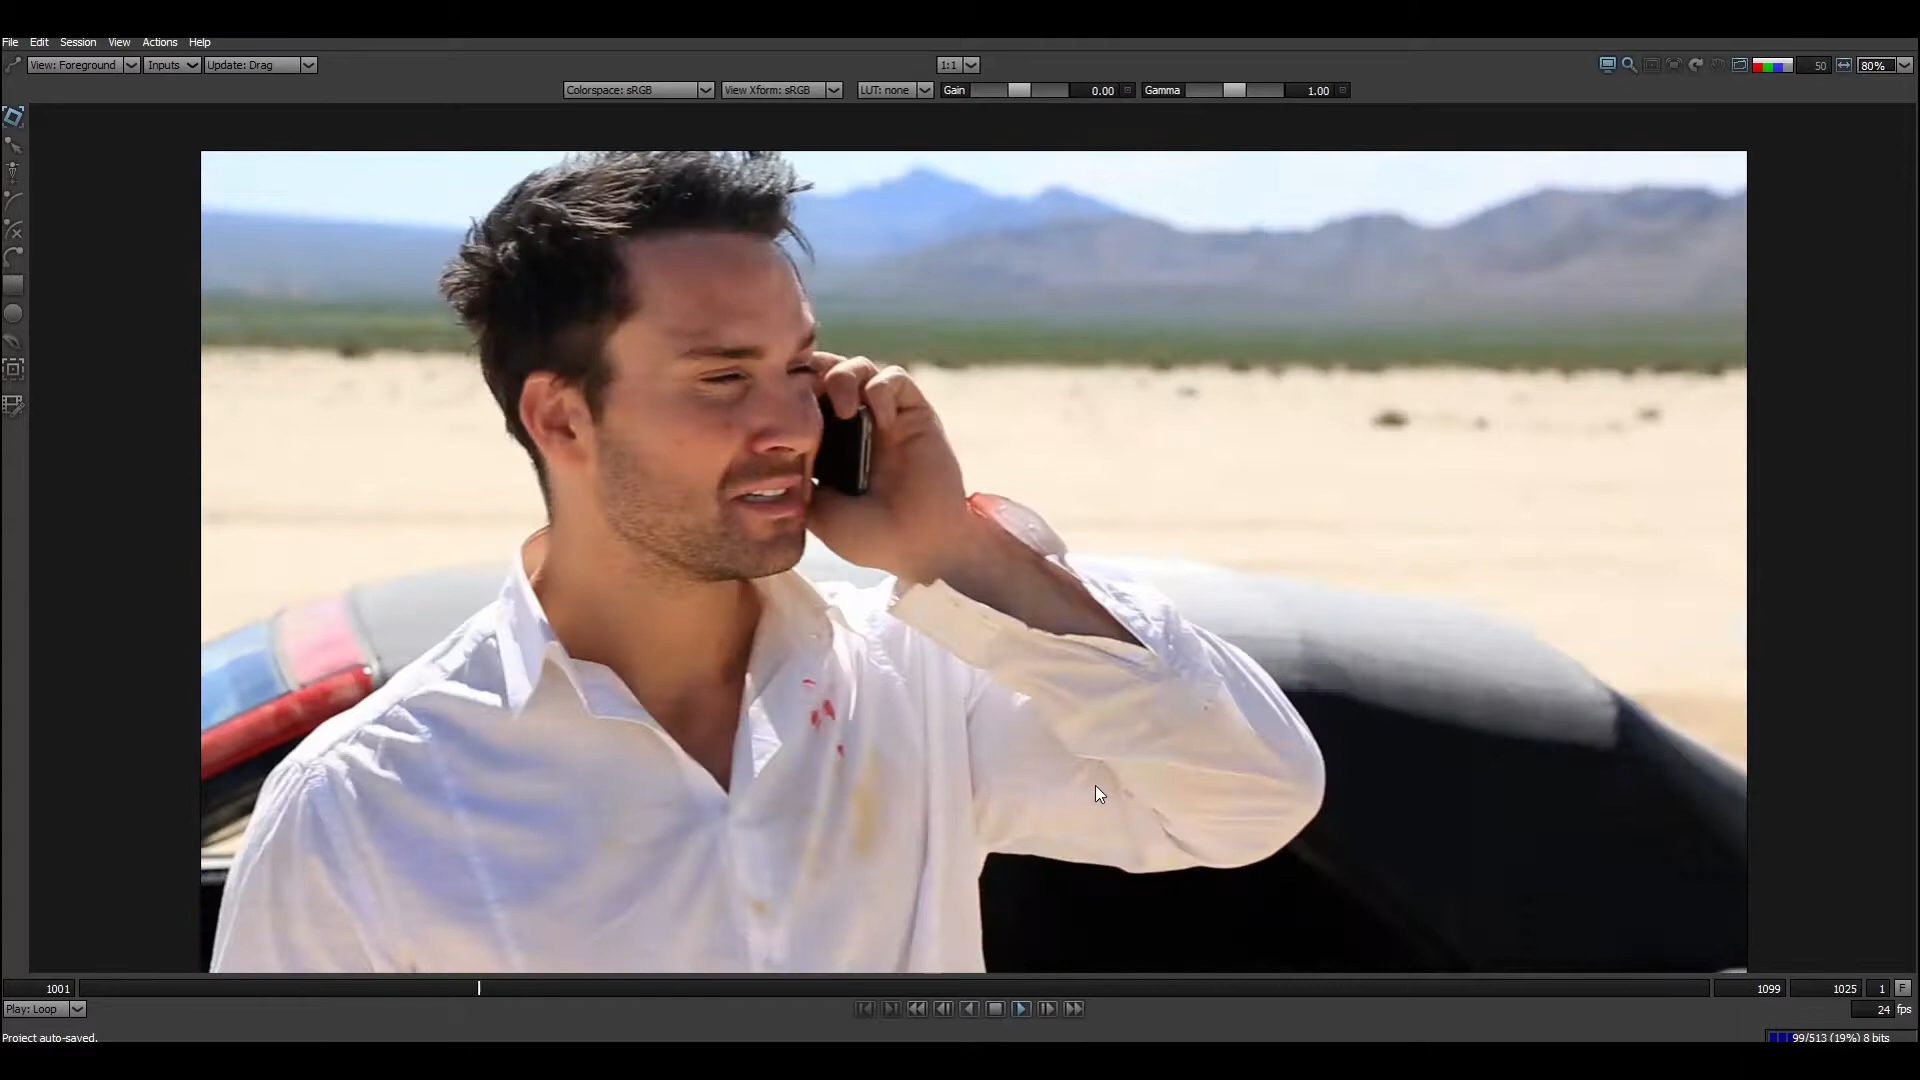 File Edit Session View Actions Help
View: Foreground Inputs Update: Drag 1:1 50 80%
Colorspace: sRGB View Xform: sRGB LUT: none Gain 0.00 Gamma 1.00
1001 1099 1025 1 F
Play: Loop 24 fps
Project auto-saved. 99/513 (19%) 8 bits